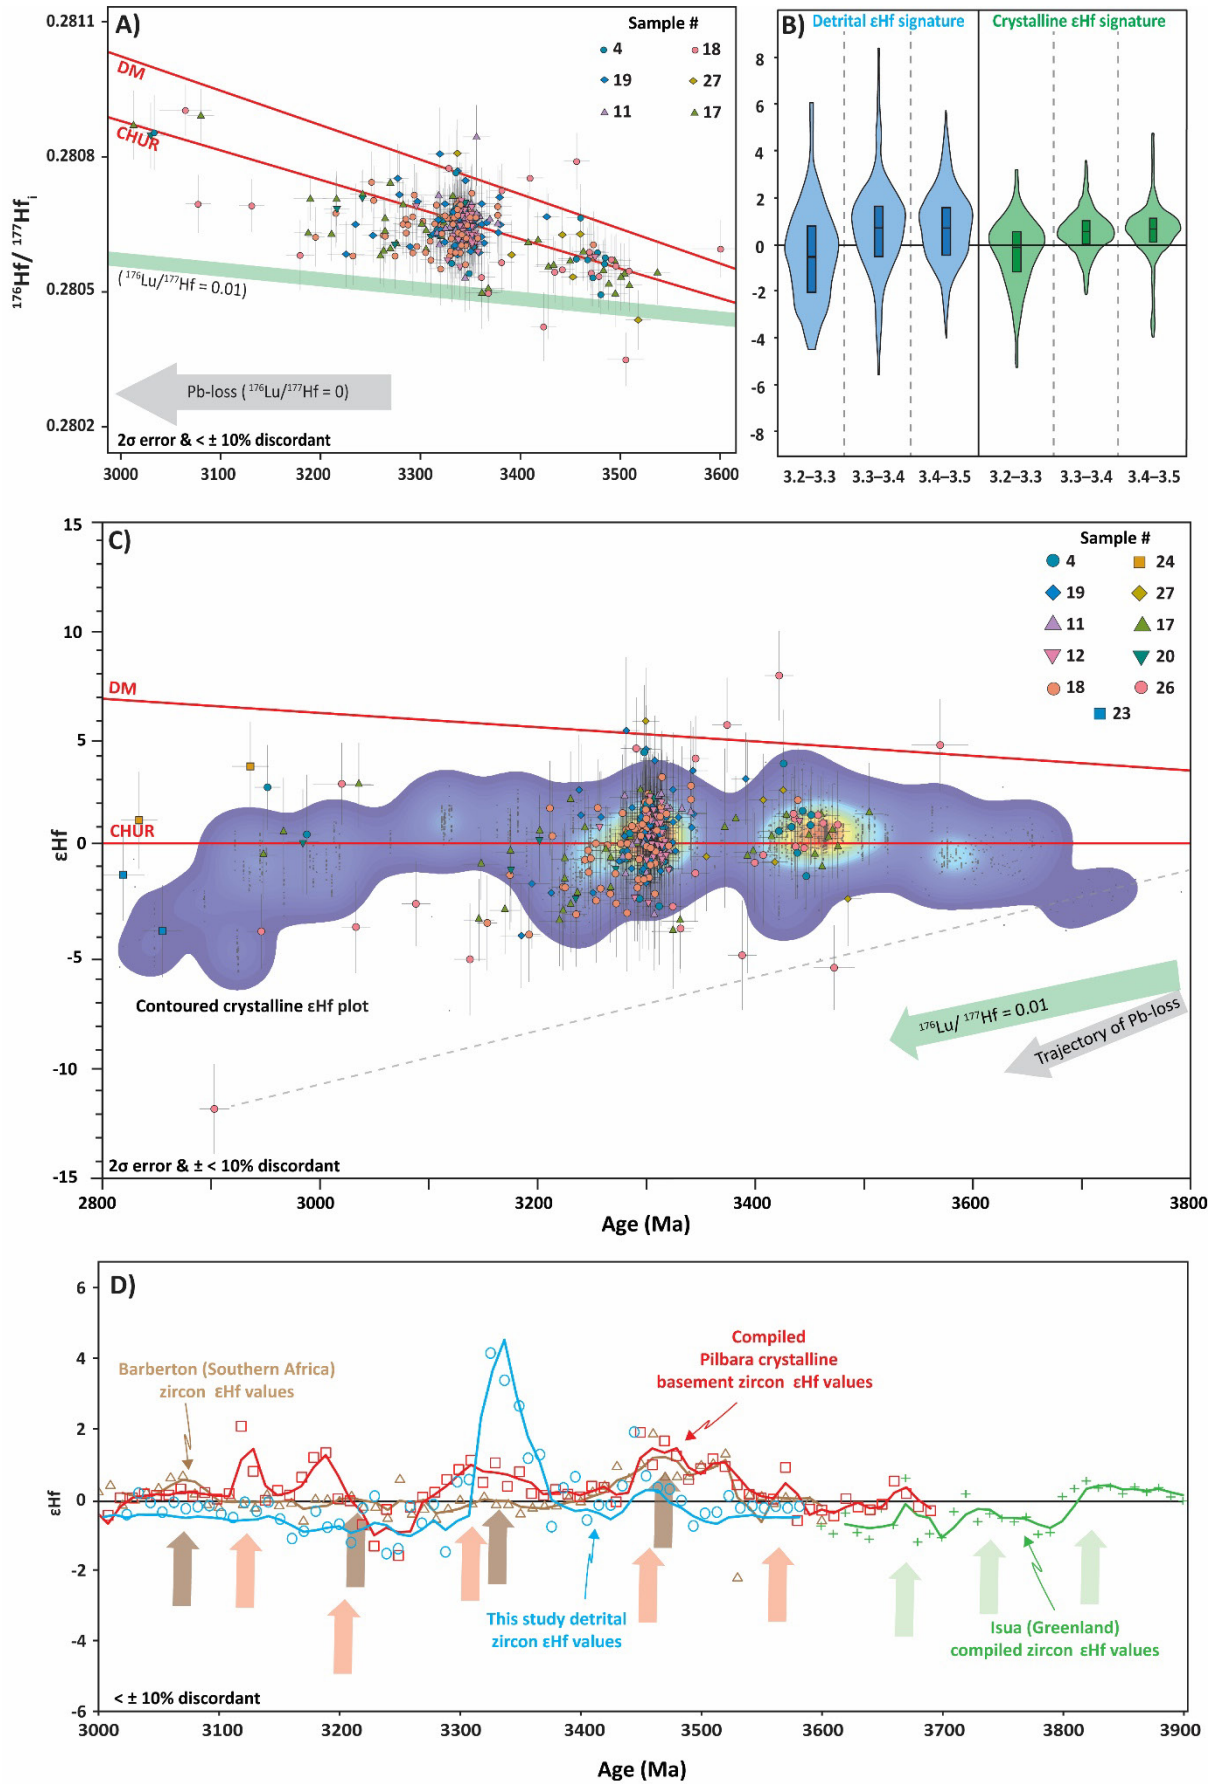 A)
0.2811
0.2808
0.2805
0.2802
¹⁷⁶Hf/ ¹⁷⁷Hfᵢ
DM
CHUR
Sample #
4 18
19 27
11 17
( ¹⁷⁶Lu/¹⁷⁷Hf = 0.01)
Pb-loss ( ¹⁷⁶Lu/¹⁷⁷Hf = 0)
2σ error & < ± 10% discordant
3000 3100 3200 3300 3400 3500 3600
B)
Detrital εHf signature
Crystalline εHf signature
8
6
4
2
0
-2
-4
-6
-8
3.2–3.3 3.3–3.4 3.4–3.5 3.2–3.3 3.3–3.4 3.4–3.5
C)
15
10
5
0
-5
-10
-15
εHf
DM
CHUR
Sample #
4 24
19 27
11 17
12 20
18 26
23
Contoured crystalline εHf plot
¹⁷⁶Lu/ ¹⁷⁷Hf = 0.01
Trajectory of Pb-loss
2σ error & ± < 10% discordant
2800 3000 3200 3400 3600 3800
Age (Ma)
D)
6
4
2
0
-2
-4
-6
εHf
Barberton (Southern Africa)
zircon εHf values
Compiled
Pilbara crystalline
basement zircon εHf values
This study detrital
zircon εHf values
Isua (Greenland)
compiled zircon εHf values
< ± 10% discordant
3000 3100 3200 3300 3400 3500 3600 3700 3800 3900
Age (Ma)